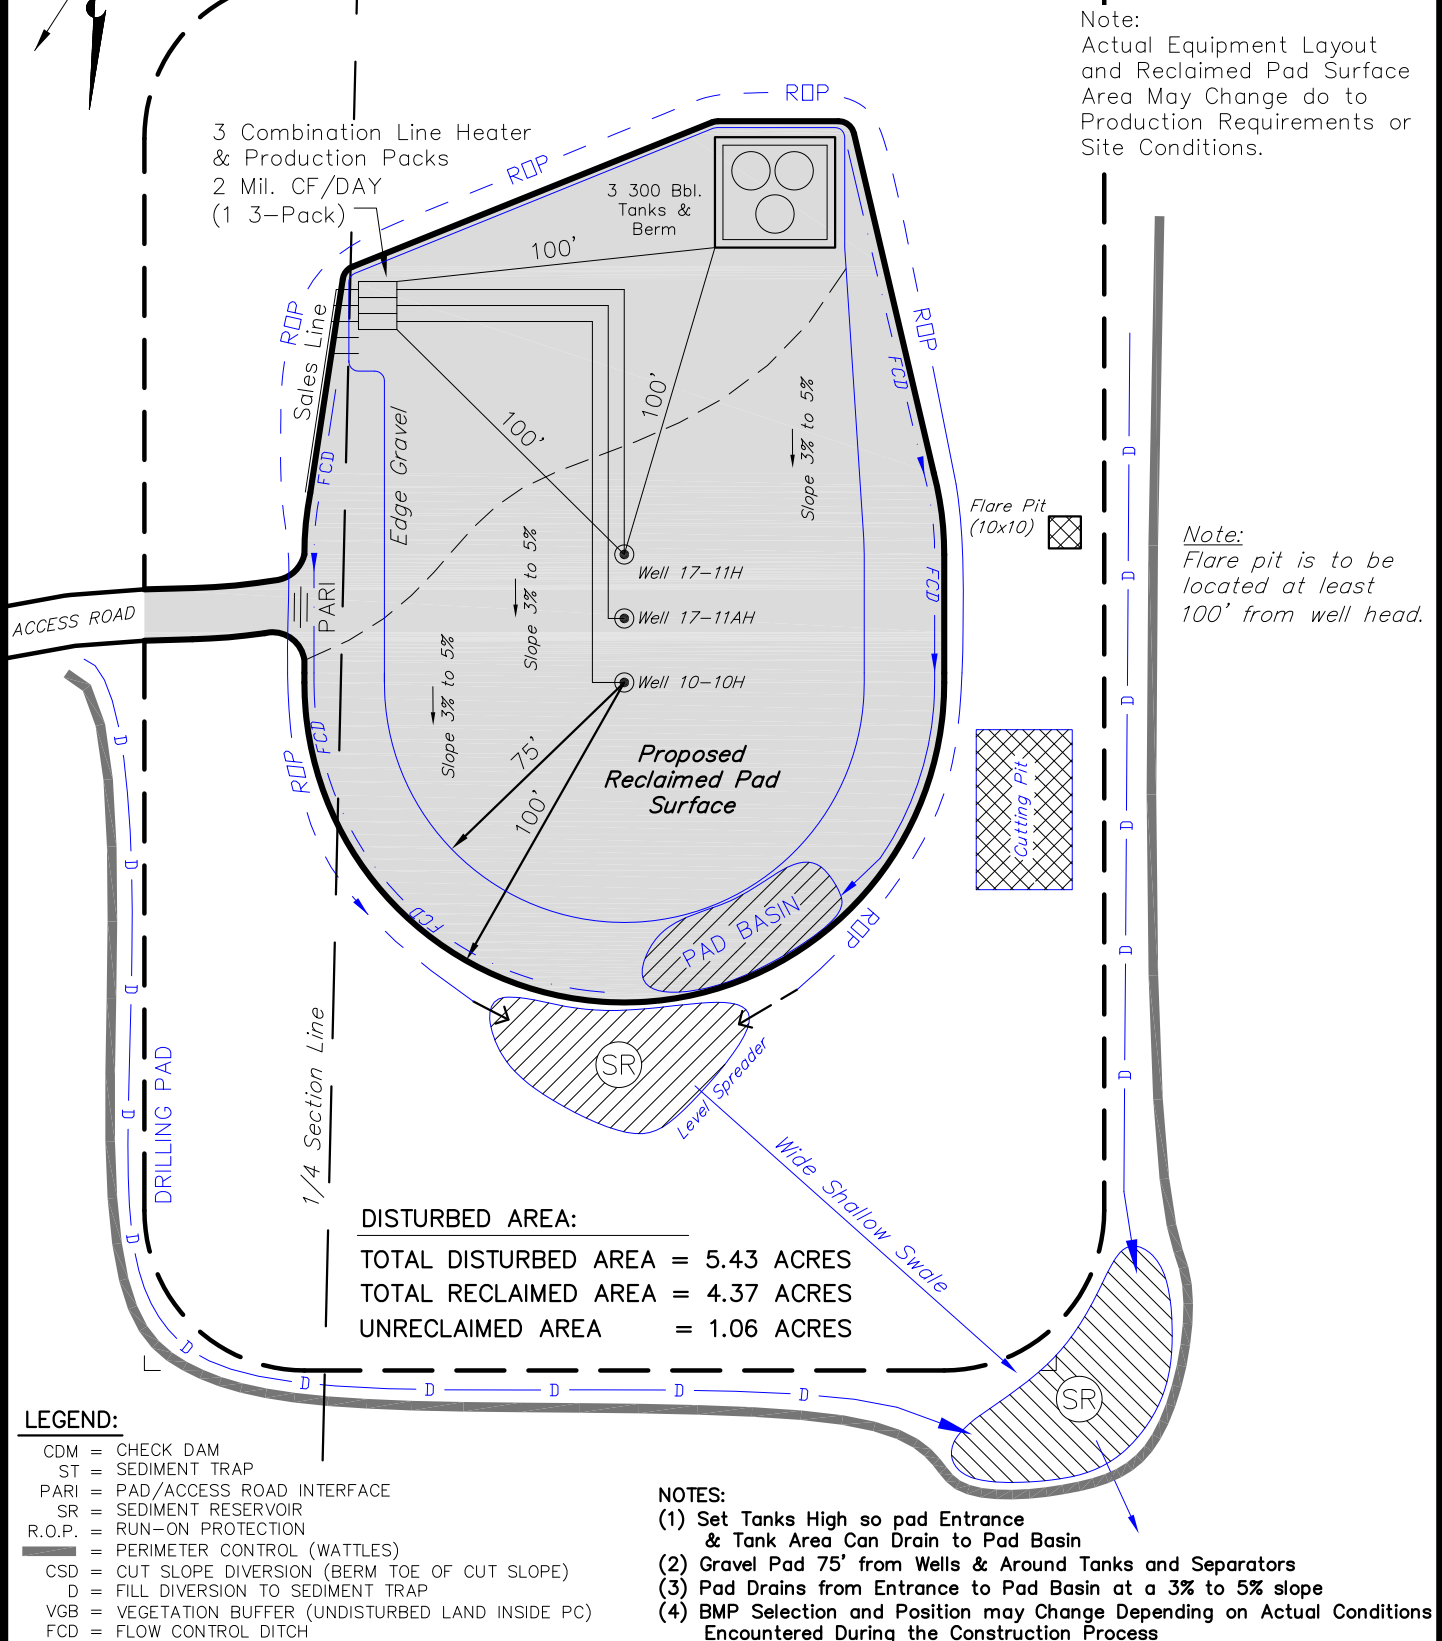 Note:
Actual Equipment Layout
and Reclaimed Pad Surface
Area May Change do to
Production Requirements or
Site Conditions.
ROP
3 Combination Line Heater
& Production Packs
2 Mil. CF/DAY
(1 3-Pack)
ROP
3 300 Bbl.
Tanks &
Berm
100'
ROP
Sales Line
ROP
FCD
100'
100'
Edge Gravel
FCD
Slope 3% to 5%
Slope 3% to 5%
Slope 3% to 5%
D
Flare Pit
(10x10)
Note:
Flare pit is to be
located at least
100' from well head.
Well 17-11H
Well 17-11AH
Well 10-10H
FCD
D
ACCESS ROAD
PARI
D
D
FCD
ROP
75'
100'
Proposed
Reclaimed Pad
Surface
Cutting Pit
D
D
FCD
PAD BASIN
ROP
D
D
SR
Level Spreader
D
D
DRILLING PAD
1/4 Section Line
Wide Shallow Swale
D
DISTURBED AREA:
TOTAL DISTURBED AREA = 5.43 ACRES
TOTAL RECLAIMED AREA = 4.37 ACRES
UNRECLAIMED AREA = 1.06 ACRES
D
D
D
D
D
D
SR
LEGEND:
CDM = CHECK DAM
ST = SEDIMENT TRAP
PARI = PAD/ACCESS ROAD INTERFACE
SR = SEDIMENT RESERVOIR
R.O.P. = RUN-ON PROTECTION
= PERIMETER CONTROL (WATTLES)
CSD = CUT SLOPE DIVERSION (BERM TOE OF CUT SLOPE)
D = FILL DIVERSION TO SEDIMENT TRAP
VGB = VEGETATION BUFFER (UNDISTURBED LAND INSIDE PC)
FCD = FLOW CONTROL DITCH
NOTES:
(1) Set Tanks High so pad Entrance
& Tank Area Can Drain to Pad Basin
(2) Gravel Pad 75' from Wells & Around Tanks and Separators
(3) Pad Drains from Entrance to Pad Basin at a 3% to 5% slope
(4) BMP Selection and Position may Change Depending on Actual Conditions
Encountered During the Construction Process